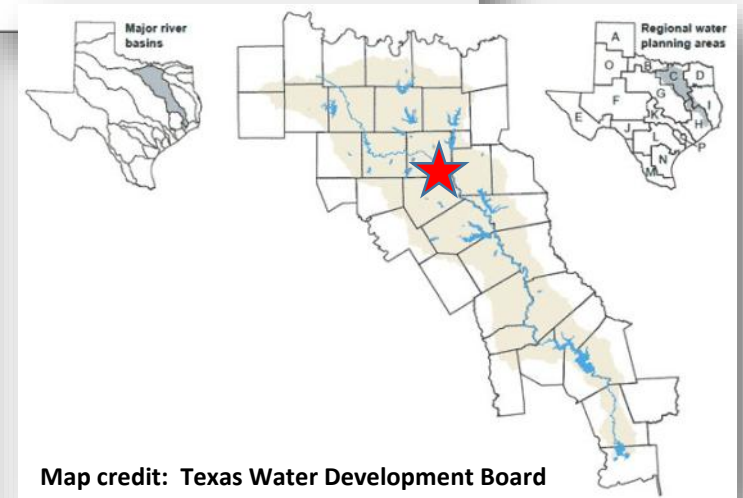 Major river
basins
Regional water
planning areas
A
O
B
C
D
G
F
I
E
K
H
J
L
P
N
M
Map credit: Texas Water Development Board